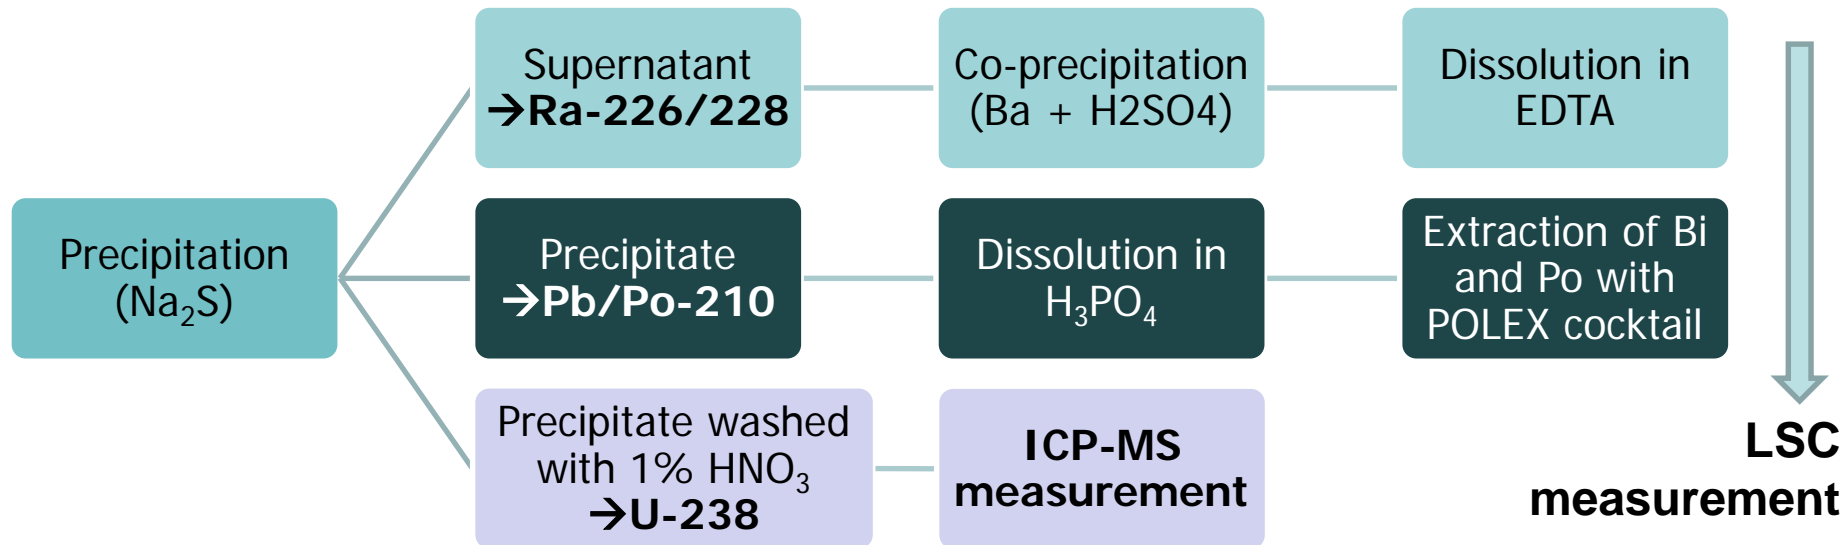 Supernatant
→Ra-226/228
Co-precipitation
(Ba + H2SO4)
Dissolution in
EDTA
Precipitation
(Na₂S)
Precipitate
→Pb/Po-210
Dissolution in
H₃PO₄
Extraction of Bi
and Po with
POLEX cocktail
Precipitate washed
with 1% HNO₃
→U-238
ICP-MS
measurement
LSC
measurement